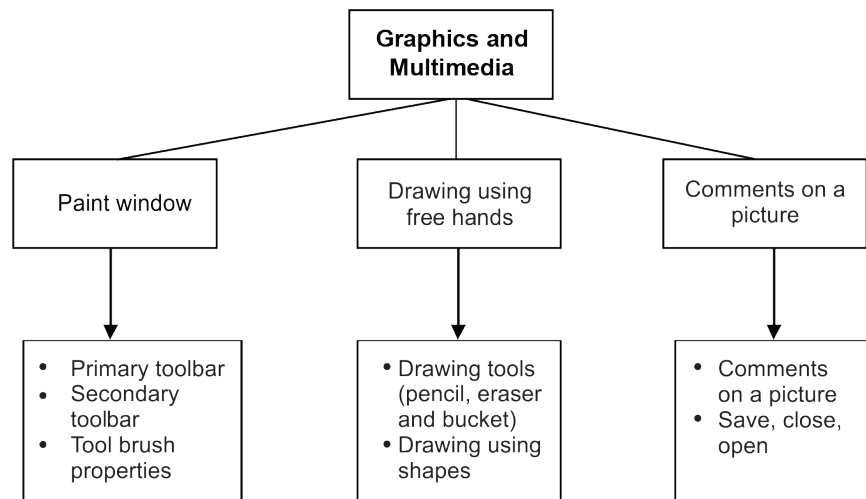 Graphics and
Multimedia
Paint window
Drawing using
free hands
Comments on a
picture
• Primary toolbar
• Secondary
toolbar
• Tool brush
properties
• Drawing tools
(pencil, eraser
and bucket)
• Drawing using
shapes
• Comments
on a picture
• Save, close,
open